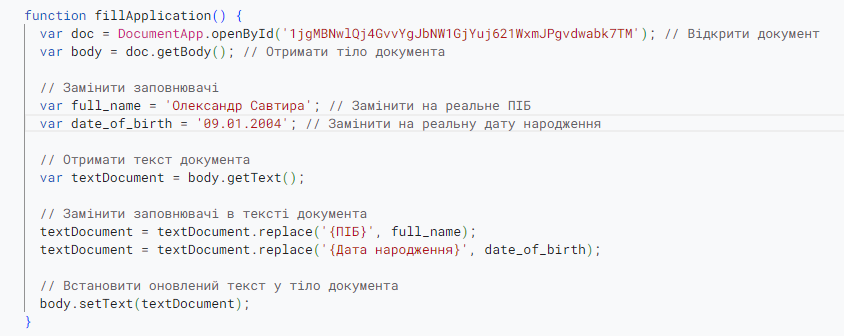 function fillApplication() {
var doc = DocumentApp.openById('1jgMBNwlQj4GvvYgJbNW1GjYuj621WxmJPgvdwabk7TM'); // Відкрити документ
var body = doc.getBody(); // Отримати тіло документа
// Замінити заповнювачі
var full_name = 'Олександр Савтира'; // Замінити на реальне ПІБ
var date_of_birth = '09.01.2004'; // Замінити на реальну дату народження
// Отримати текст документа
var textDocument = body.getText();
// Замінити заповнювачі в тексті документа
textDocument = textDocument.replace('{ПІБ}', full_name);
textDocument = textDocument.replace('{Дата народження}', date_of_birth);
// Встановити оновлений текст у тіло документа
body.setText(textDocument);
}